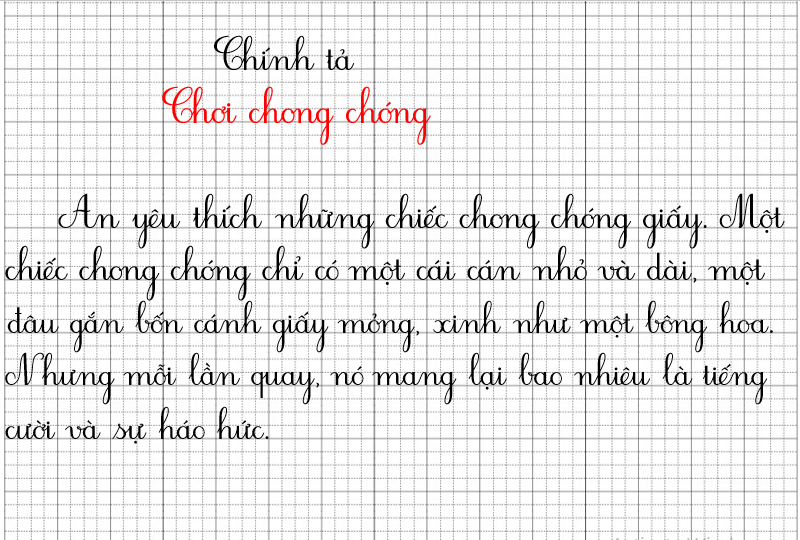 Chính tả
Chơi chong chóng
An yêu thích những chiếc chong chóng giấy. Một
chiếc chong chóng chỉ có một cái cán nhỏ và dài, một
đầu gắn bốn cánh giấy mỏng, xinh như một bông hoa.
Nhưng mỗi lần quay, nó mang lại bao nhiêu là tiếng
cười và sự háo hức.